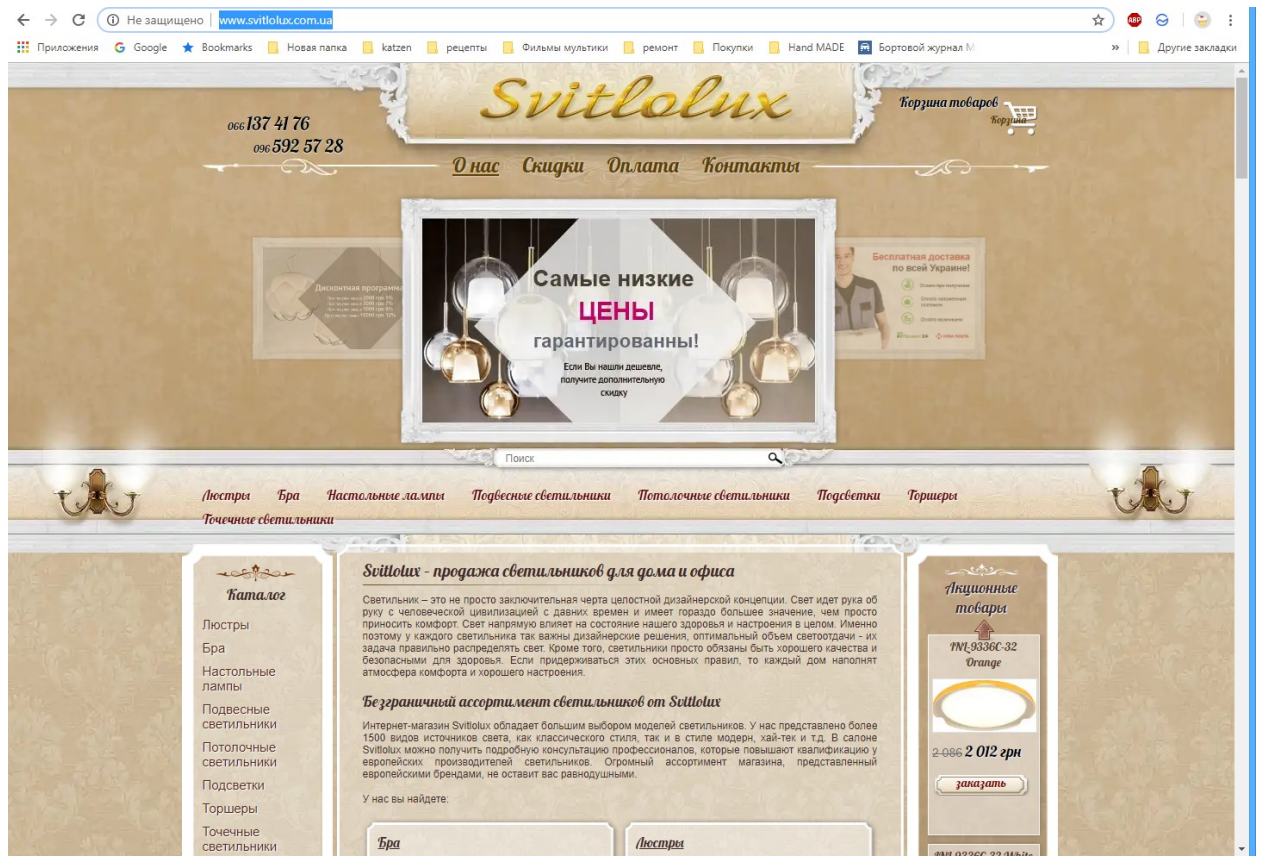 Не защищено
www.svitlolux.com.ua
ABP
Приложения
Google
Bookmarks
Новая папка
katzen
рецепты
Фильмы мультики
ремонт
Покупки
Hand MADE
Бортовой журнал М
»
Другие закладки
Svitlolux
066 137 41 76
096 592 57 28
Корзина товаров
Корзина
О нас
Скидки
Оплата
Контакты
Дисконтная программа
Самые низкие
ЦЕНЫ
гарантированны!
Если Вы нашли дешевле,
получите дополнительную
скидку
Бесплатная доставка
по всей Украине!
Поиск
Люстры
Бра
Настольные лампы
Подвесные светильники
Потолочные светильники
Подсветки
Торшеры
Точечные светильники
Каталог
Люстры
Бра
Настольные
лампы
Подвесные
светильники
Потолочные
светильники
Подсветки
Торшеры
Точечные
светильники
Svitlolux – продажа светильников для дома и офиса
Светильник – это не просто заключительная черта целостной дизайнерской концепции. Свет идет рука об
руку с человеческой цивилизацией с давних времен и имеет гораздо большее значение, чем просто
приносить комфорт. Свет напрямую влияет на состояние нашего здоровья и настроения в целом. Именно
поэтому у каждого светильника так важны дизайнерские решения, оптимальный объем светоотдачи - их
задача правильно распределять свет. Кроме того, светильники просто обязаны быть хорошего качества и
безопасными для здоровья. Если придерживаться этих основных правил, то каждый дом наполнят
атмосфера комфорта и хорошего настроения.
Безграничный ассортимент светильников от Svitlolux
Интернет-магазин Svitlolux обладает большим выбором моделей светильников. У нас представлено более
1500 видов источников света, как классического стиля, так и в стиле модерн, хай-тек и т.д. В салоне
Svitlolux можно получить подробную консультацию профессионалов, которые повышают квалификацию у
европейских производителей светильников. Огромный ассортимент магазина, представленный
европейскими брендами, не оставит вас равнодушными.
У нас вы найдете:
Бра
Люстры
Акционные
товары
JNL-9336C-32
Orange
2 086 2 012 грн
заказать
JNL-9336C-32 White